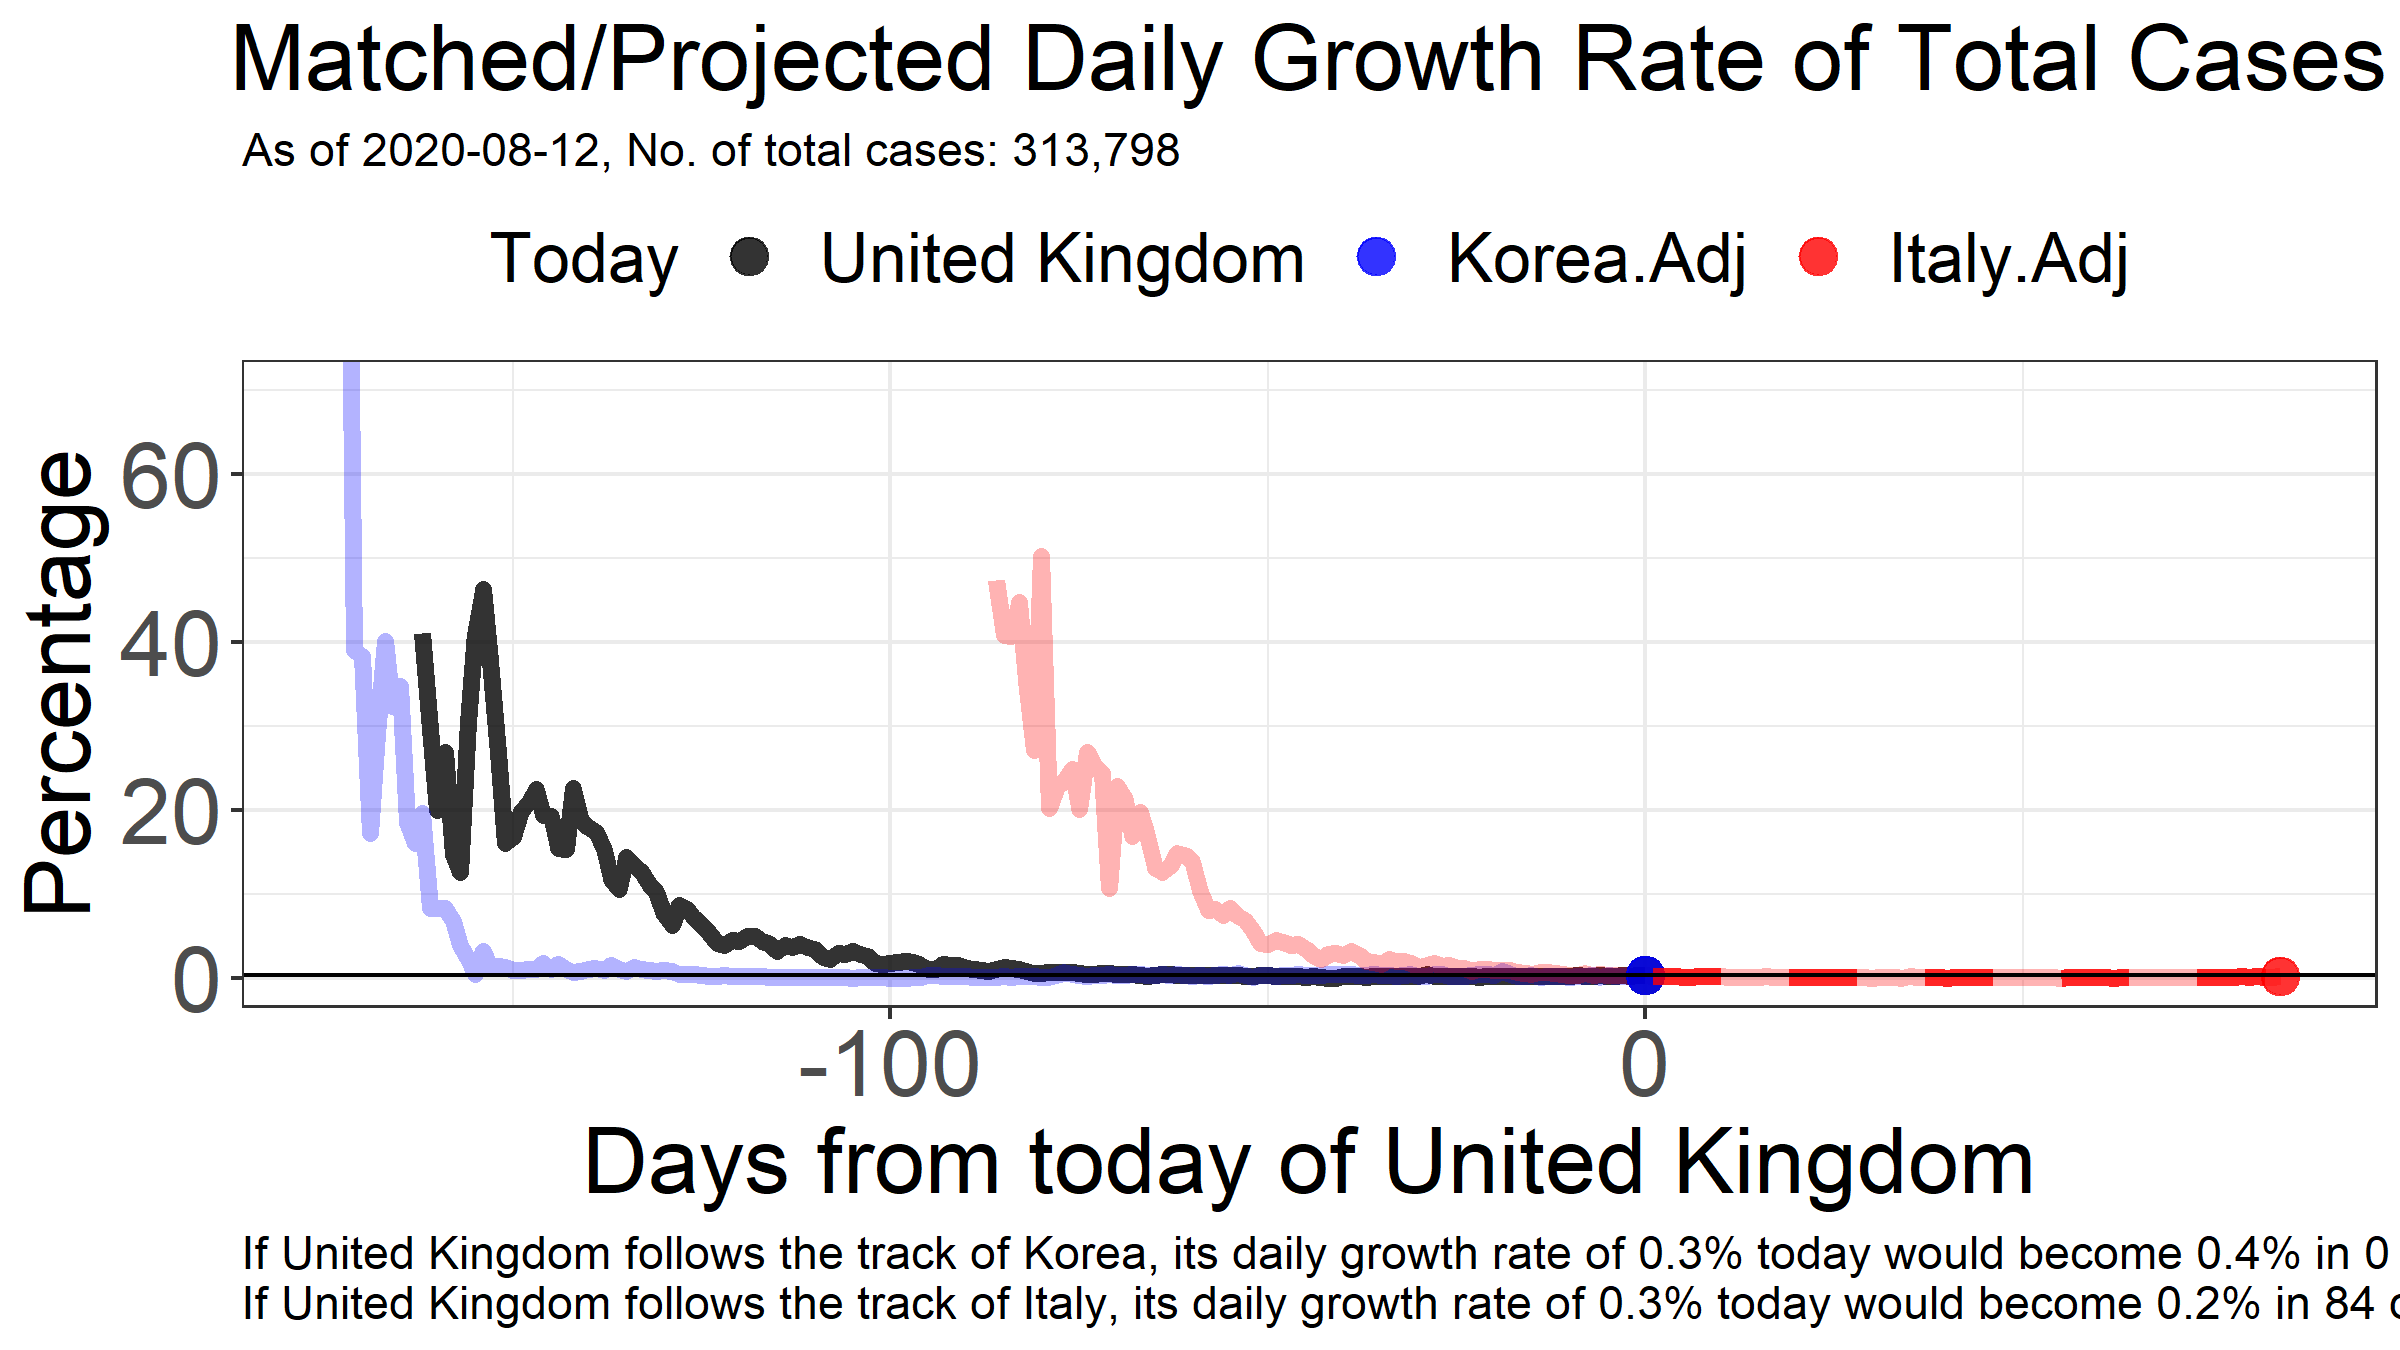 Matched/Projected Daily Growth Rate of Total Cases
As of 2020-08-12, No. of total cases: 313,798
Today United Kingdom Korea.Adj Italy.Adj
Percentage
60
40
20
0
-100 0
Days from today of United Kingdom
If United Kingdom follows the track of Korea, its daily growth rate of 0.3% today would become 0.4% in 0
If United Kingdom follows the track of Italy, its daily growth rate of 0.3% today would become 0.2% in 84